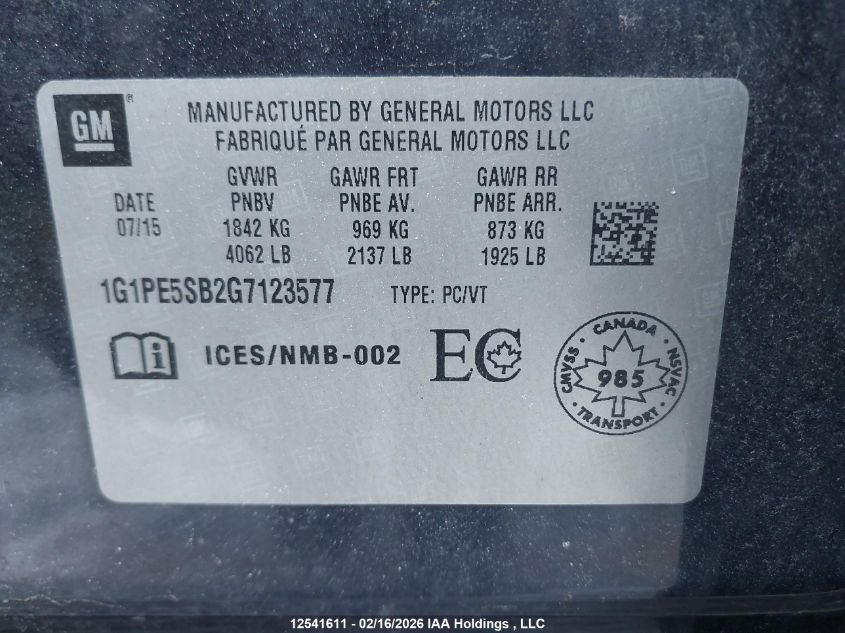 GM
®
MANUFACTURED BY GENERAL MOTORS LLC
FABRIQUÉ PAR GENERAL MOTORS LLC
GVWR GAWR FRT GAWR RR
DATE PNBV PNBE AV. PNBE ARR.
07/15 1842 KG 969 KG 873 KG
4062 LB 2137 LB 1925 LB
1G1PE5SB2G7123577 TYPE: PC/VT
i ICES/NMB-002 EC
CANADA
CMVSS 985 NSVAC
TRANSPORT
12541611 - 02/16/2026 IAA Holdings , LLC